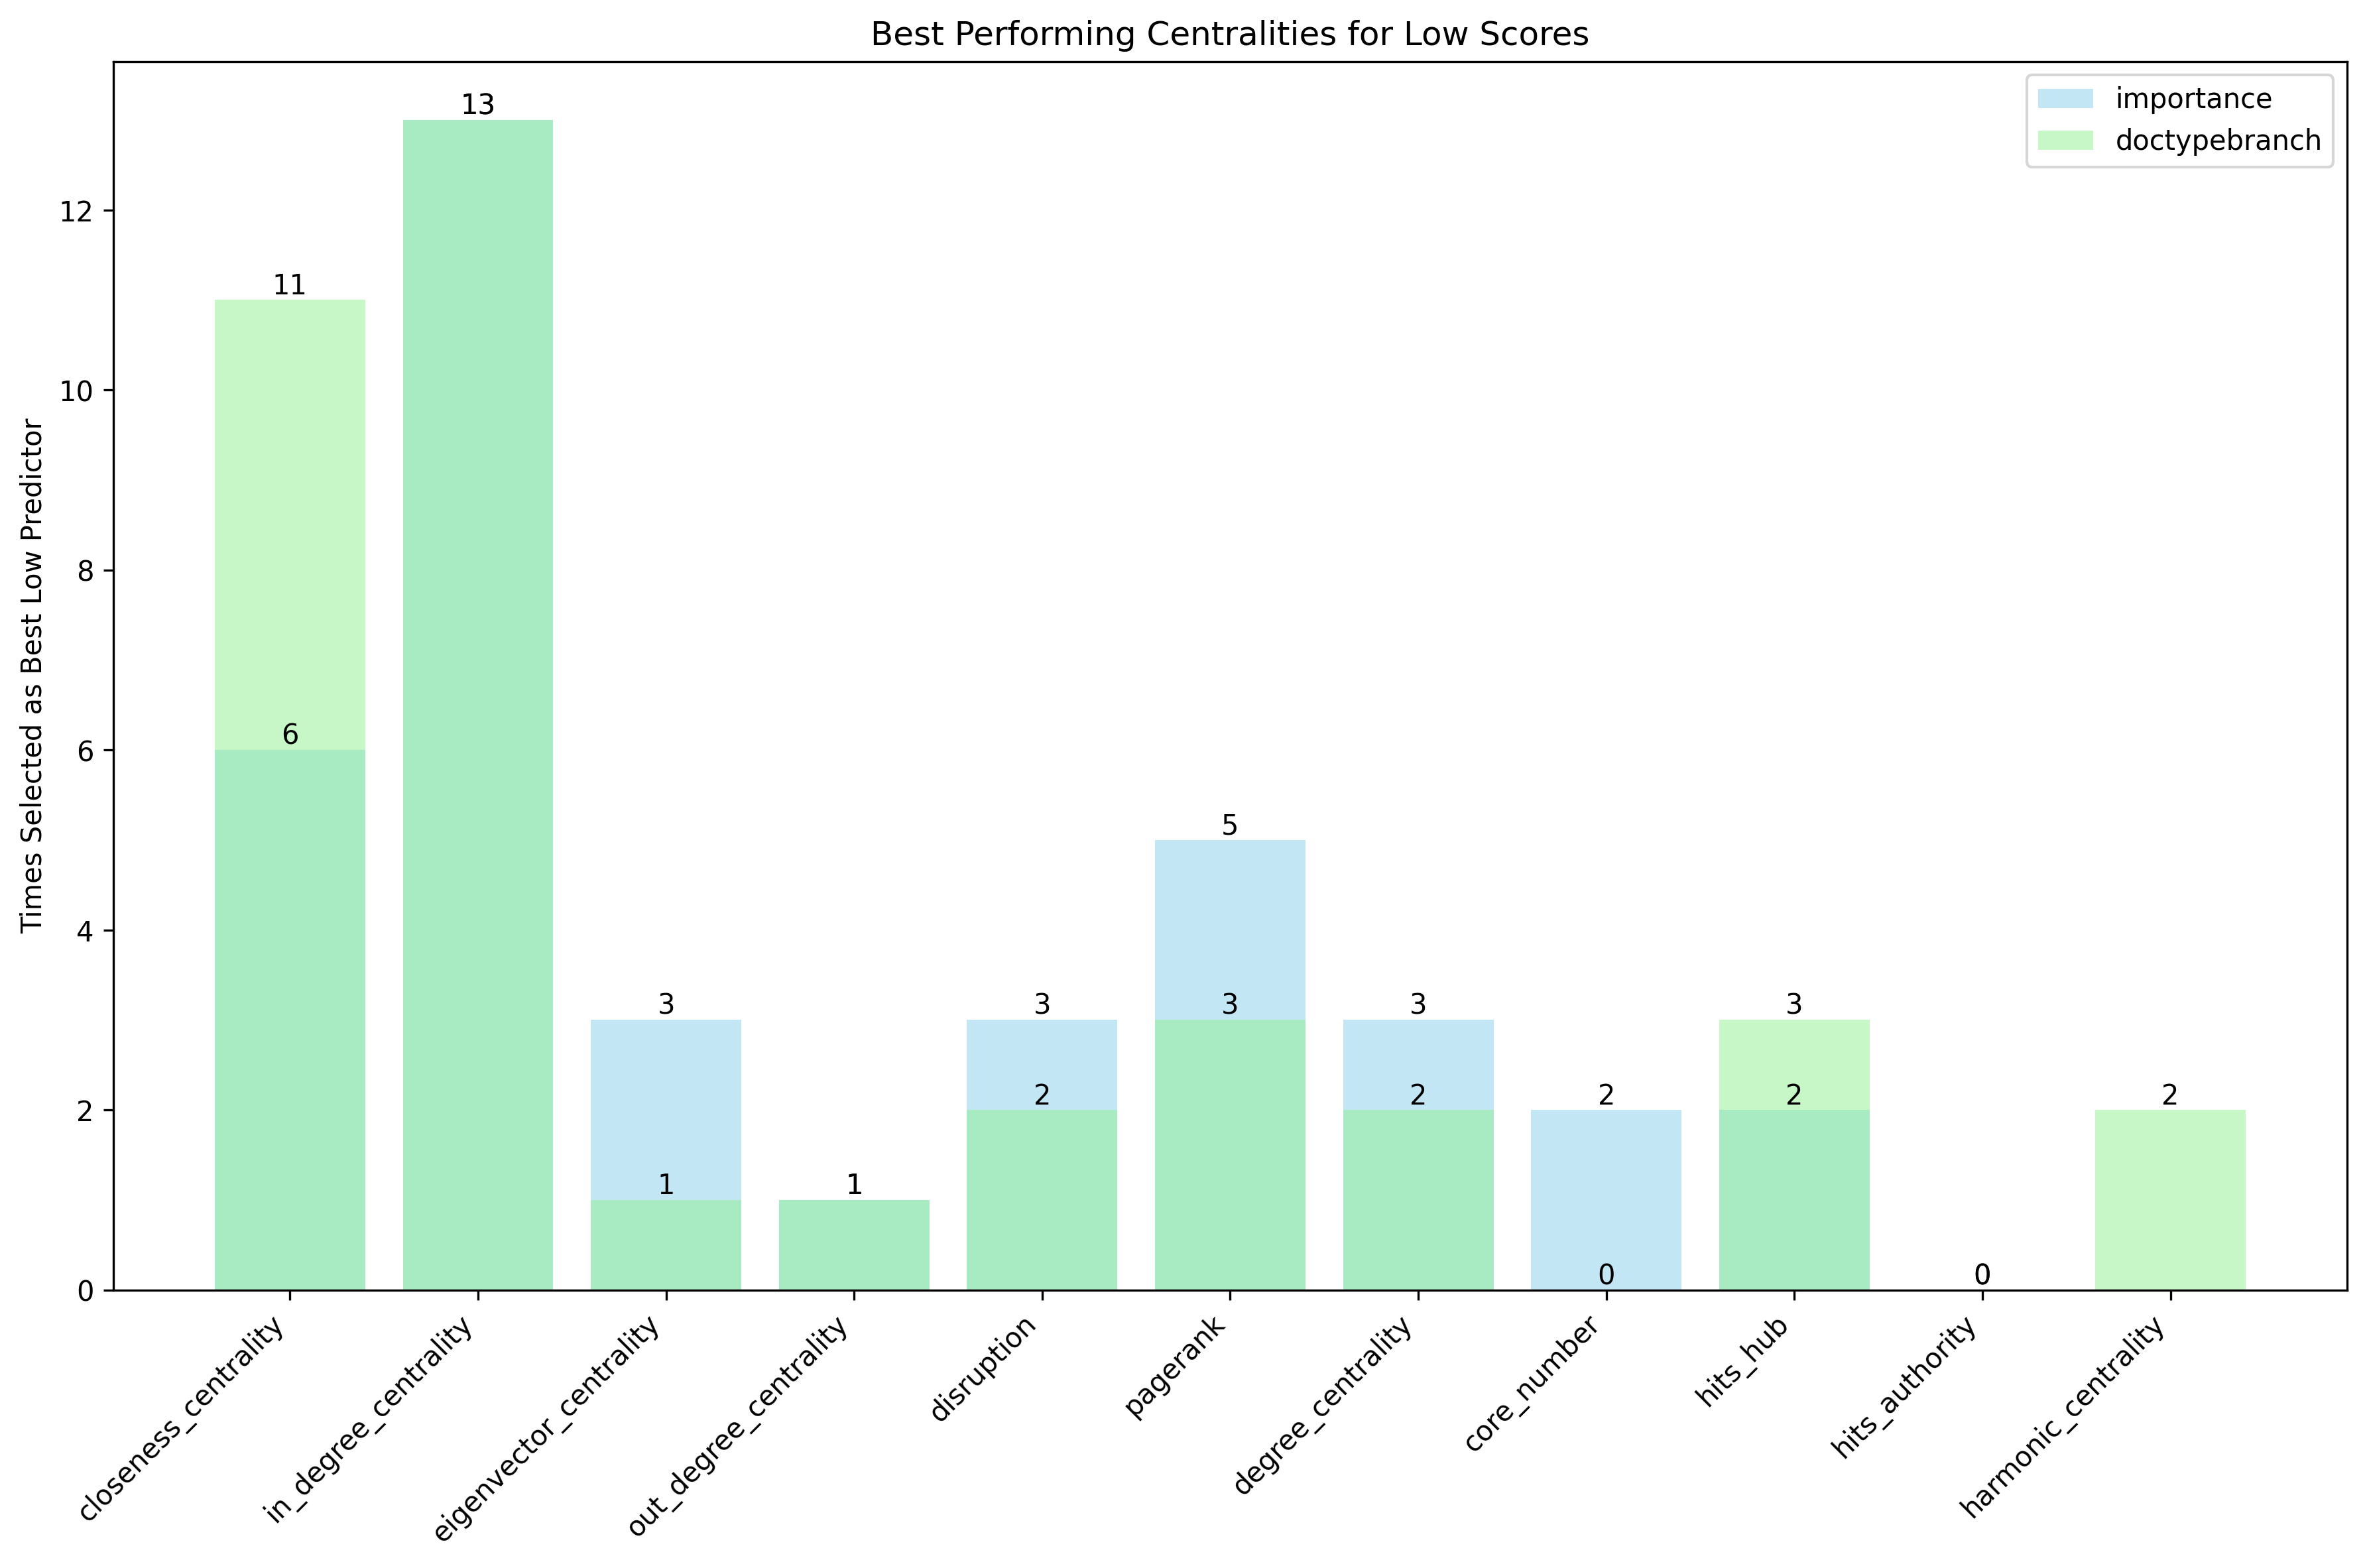 Best Performing Centralities for Low Scores
importance
doctypebranch
Times Selected as Best Low Predictor
12
10
8
6
4
2
0
11
6
13
3
1
1
3
2
5
3
3
2
2
0
3
2
0
2
closeness_centrality
in_degree_centrality
eigenvector_centrality
out_degree_centrality
disruption
pagerank
degree_centrality
core_number
hits_hub
hits_authority
harmonic_centrality